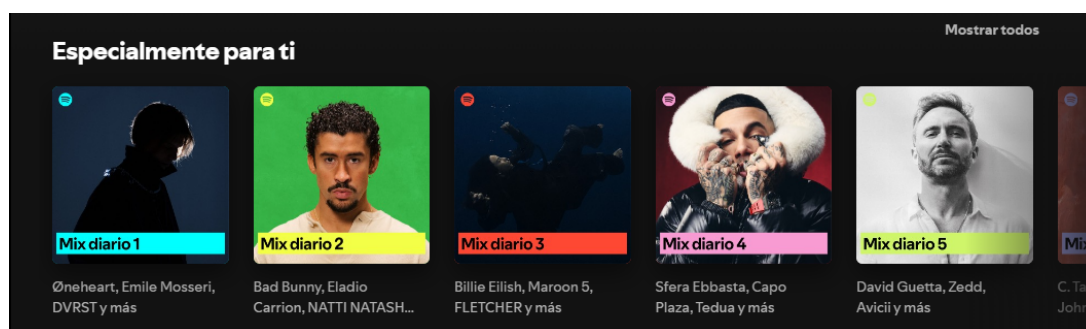 Mostrar todos
Especialmente para ti
Mix diario 1
Mix diario 2
Mix diario 3
Mix diario 4
Mix diario 5
Øneheart, Emile Mosseri,
DVRST y más
Bad Bunny, Eladio
Carrion, NATTI NATASH...
Billie Eilish, Maroon 5,
FLETCHER y más
Sfera Ebbasta, Capo
Plaza, Tedua y más
David Guetta, Zedd,
Avicii y más